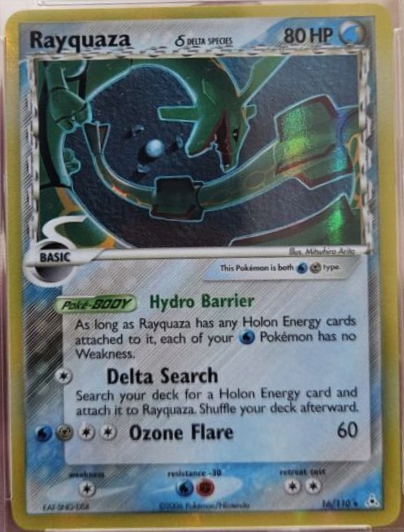 Rayquaza δ DELTA SPECIES 80 HP
Illus. Mitsuhiro Arita
BASIC
This Pokémon is both type.
Poké-BODY Hydro Barrier
As long as Rayquaza has any Holon Energy cards
attached to it, each of your Pokémon has no
Weakness.
Delta Search
Search your deck for a Holon Energy card and
attach it to Rayquaza. Shuffle your deck afterward.
Ozone Flare 60
weakness resistance -30 retreat cost
©2006 Pokémon/Nintendo 16/110 ★